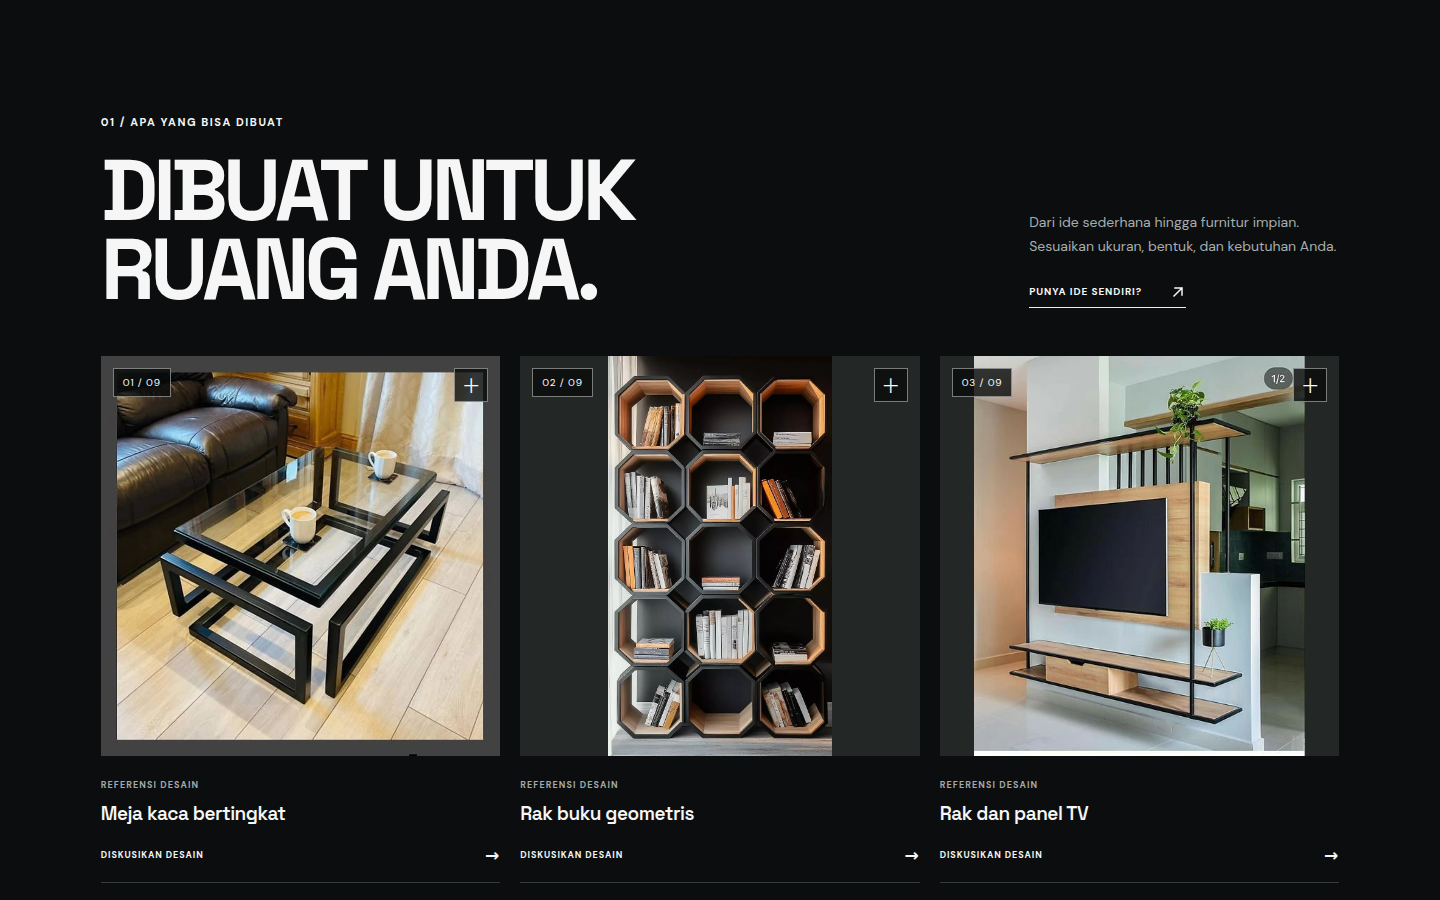 01 / APA YANG BISA DIBUAT
DIBUAT UNTUK
RUANG ANDA.
Dari ide sederhana hingga furnitur impian.
Sesuaikan ukuran, bentuk, dan kebutuhan Anda.
PUNYA IDE SENDIRI?
01 / 09
02 / 09
03 / 09
1/2
REFERENSI DESAIN
Meja kaca bertingkat
DISKUSIKAN DESAIN →
REFERENSI DESAIN
Rak buku geometris
DISKUSIKAN DESAIN →
REFERENSI DESAIN
Rak dan panel TV
DISKUSIKAN DESAIN →